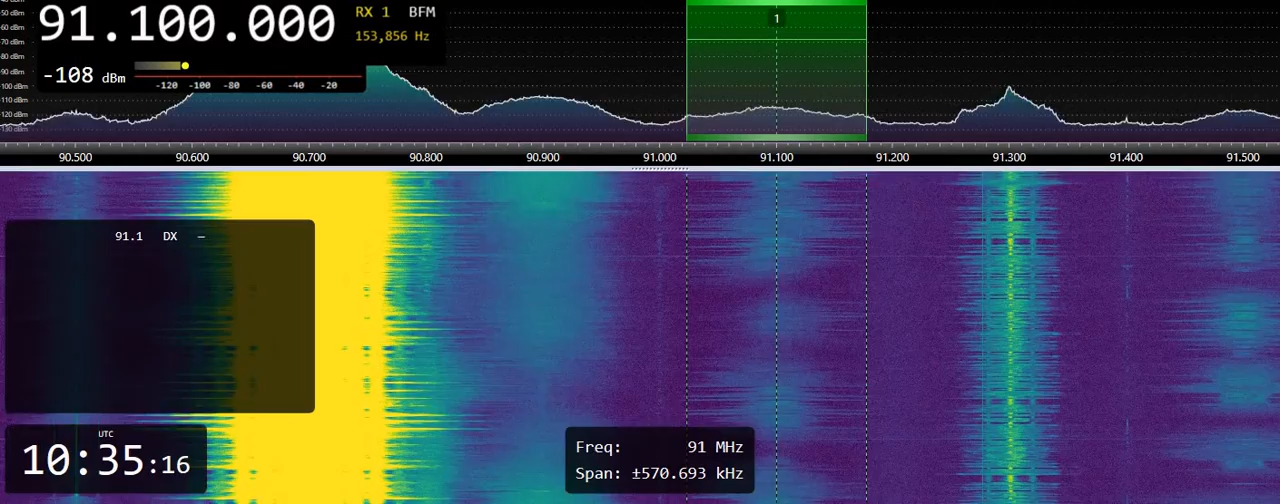 91.100.000
RX 1 BFM
153,856 Hz
-108 dBm
-120 -100 -80 -60 -40 -20
-50 dBm
-60 dBm
-70 dBm
-80 dBm
-90 dBm
-100 dBm
-110 dBm
-120 dBm
-130 dBm
1
90.500 90.600 90.700 90.800 90.900 91.000 91.100 91.200 91.300 91.400 91.500
91.1 DX –
UTC
10:35:16
Freq: 91 MHz
Span: ±570.693 kHz